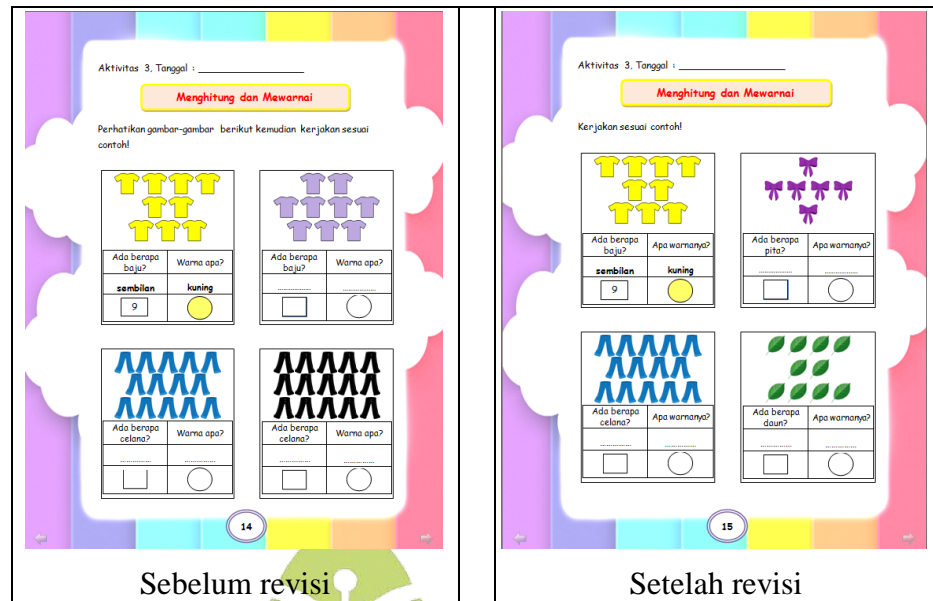 Aktivitas 3, Tanggal : ___________________
Menghitung dan Mewarnai
Perhatikan gambar-gambar berikut kemudian kerjakan sesuai
contoh!
Ada berapa
baju?
Warna apa?
sembilan
kuning
9
Ada berapa
baju?
Warna apa?
................
................
Ada berapa
celana?
Warna apa?
................
................
Ada berapa
celana?
Warna apa?
................
................
14
Sebelum revisi
Aktivitas 3, Tanggal : ___________________
Menghitung dan Mewarnai
Kerjakan sesuai contoh!
Ada berapa
baju?
Apa warnanya?
sembilan
kuning
9
Ada berapa
pita?
Apa warnanya?
................
................
Ada berapa
celana?
Apa warnanya?
................
................
Ada berapa
daun?
Apa warnanya?
................
................
15
Setelah revisi